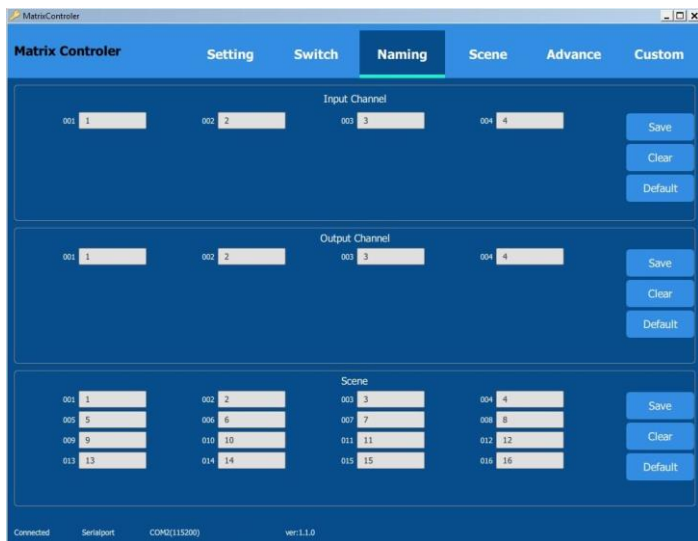 MatrixControler
Matrix Controler Setting Switch Naming Scene Advance Custom
Input Channel
001 1 002 2 003 3 004 4
Save
Clear
Default
Output Channel
001 1 002 2 003 3 004 4
Save
Clear
Default
Scene
001 1 002 2 003 3 004 4
005 5 006 6 007 7 008 8
009 9 010 10 011 11 012 12
013 13 014 14 015 15 016 16
Save
Clear
Default
Connected Serialport COM2(115200) ver:1.1.0